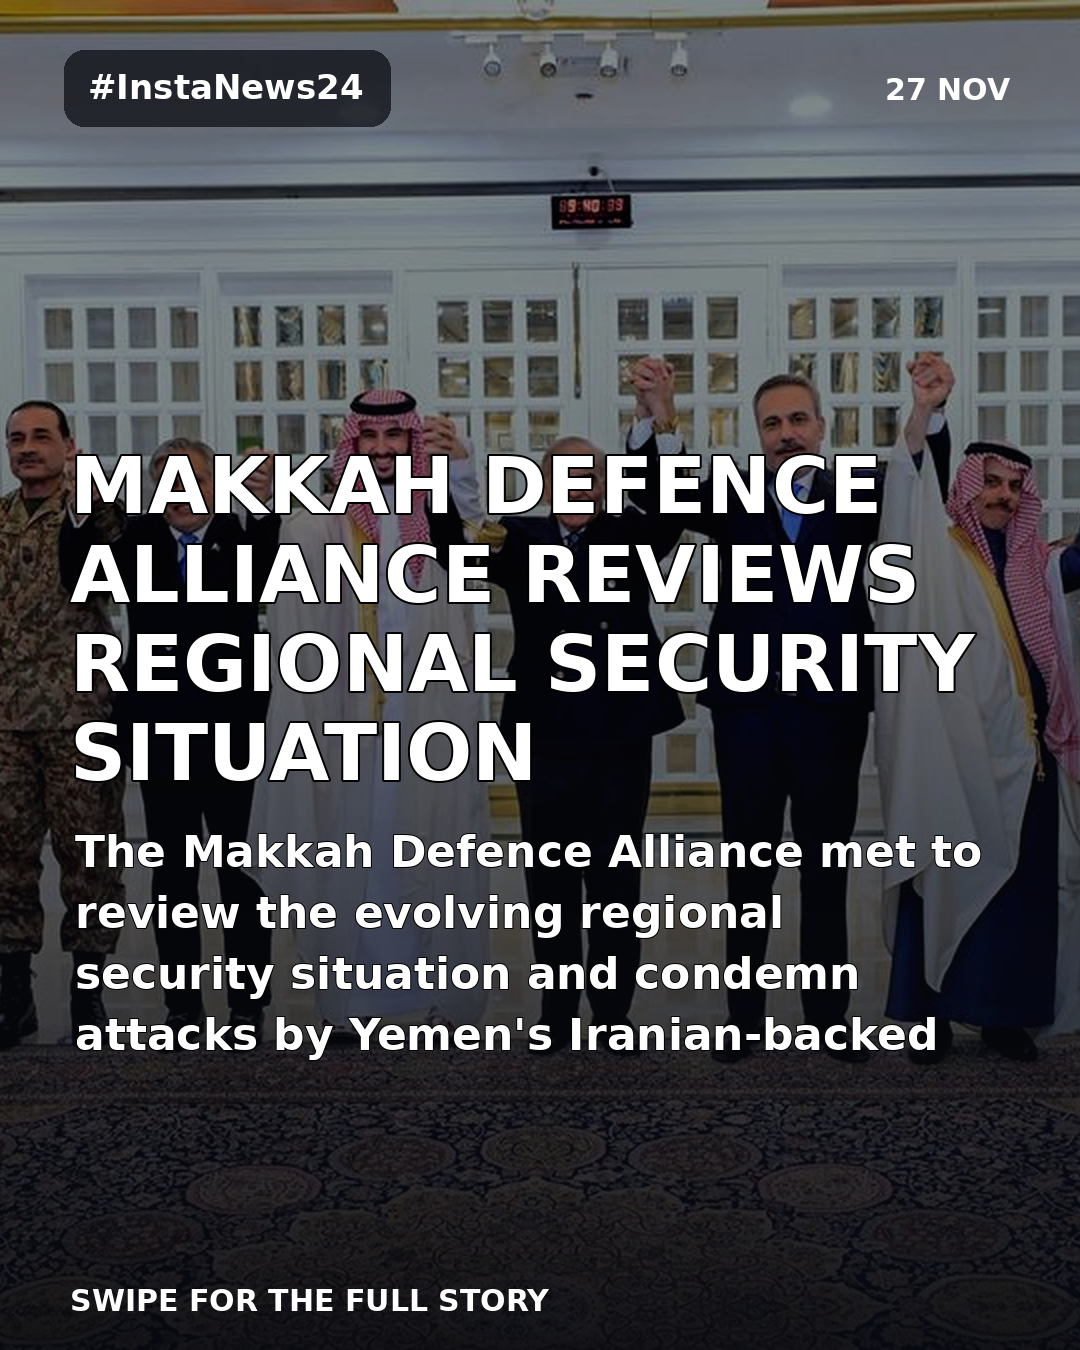 #InstaNews24
27 NOV
MAKKAH DEFENCE
ALLIANCE REVIEWS
REGIONAL SECURITY
SITUATION
The Makkah Defence Alliance met to
review the evolving regional
security situation and condemn
attacks by Yemen's Iranian-backed
SWIPE FOR THE FULL STORY